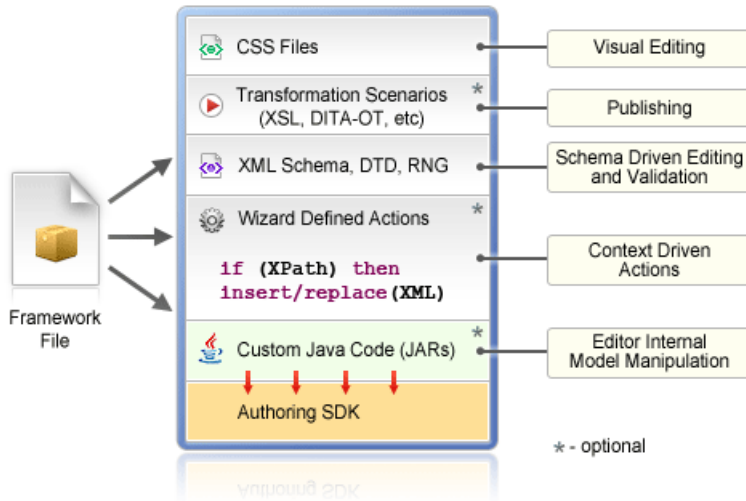 CSS Files
Visual Editing
Transformation Scenarios *
(XSL, DITA-OT, etc)
Publishing
XML Schema, DTD, RNG
Schema Driven Editing
and Validation
Wizard Defined Actions *
if (XPath) then
insert/replace(XML)
Context Driven
Actions
Framework
File
Custom Java Code (JARs) *
Editor Internal
Model Manipulation
Authoring SDK
* - optional
Authoring SDK